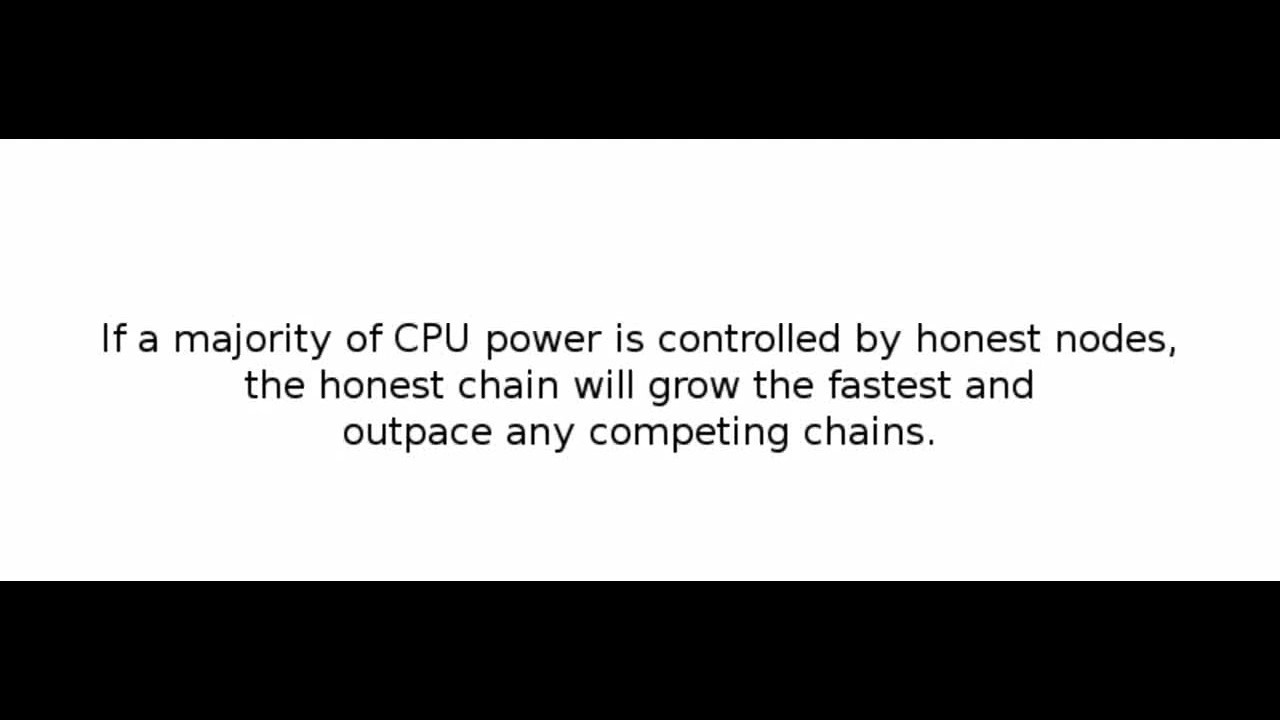 If a majority of CPU power is controlled by honest nodes,
the honest chain will grow the fastest and
outpace any competing chains.